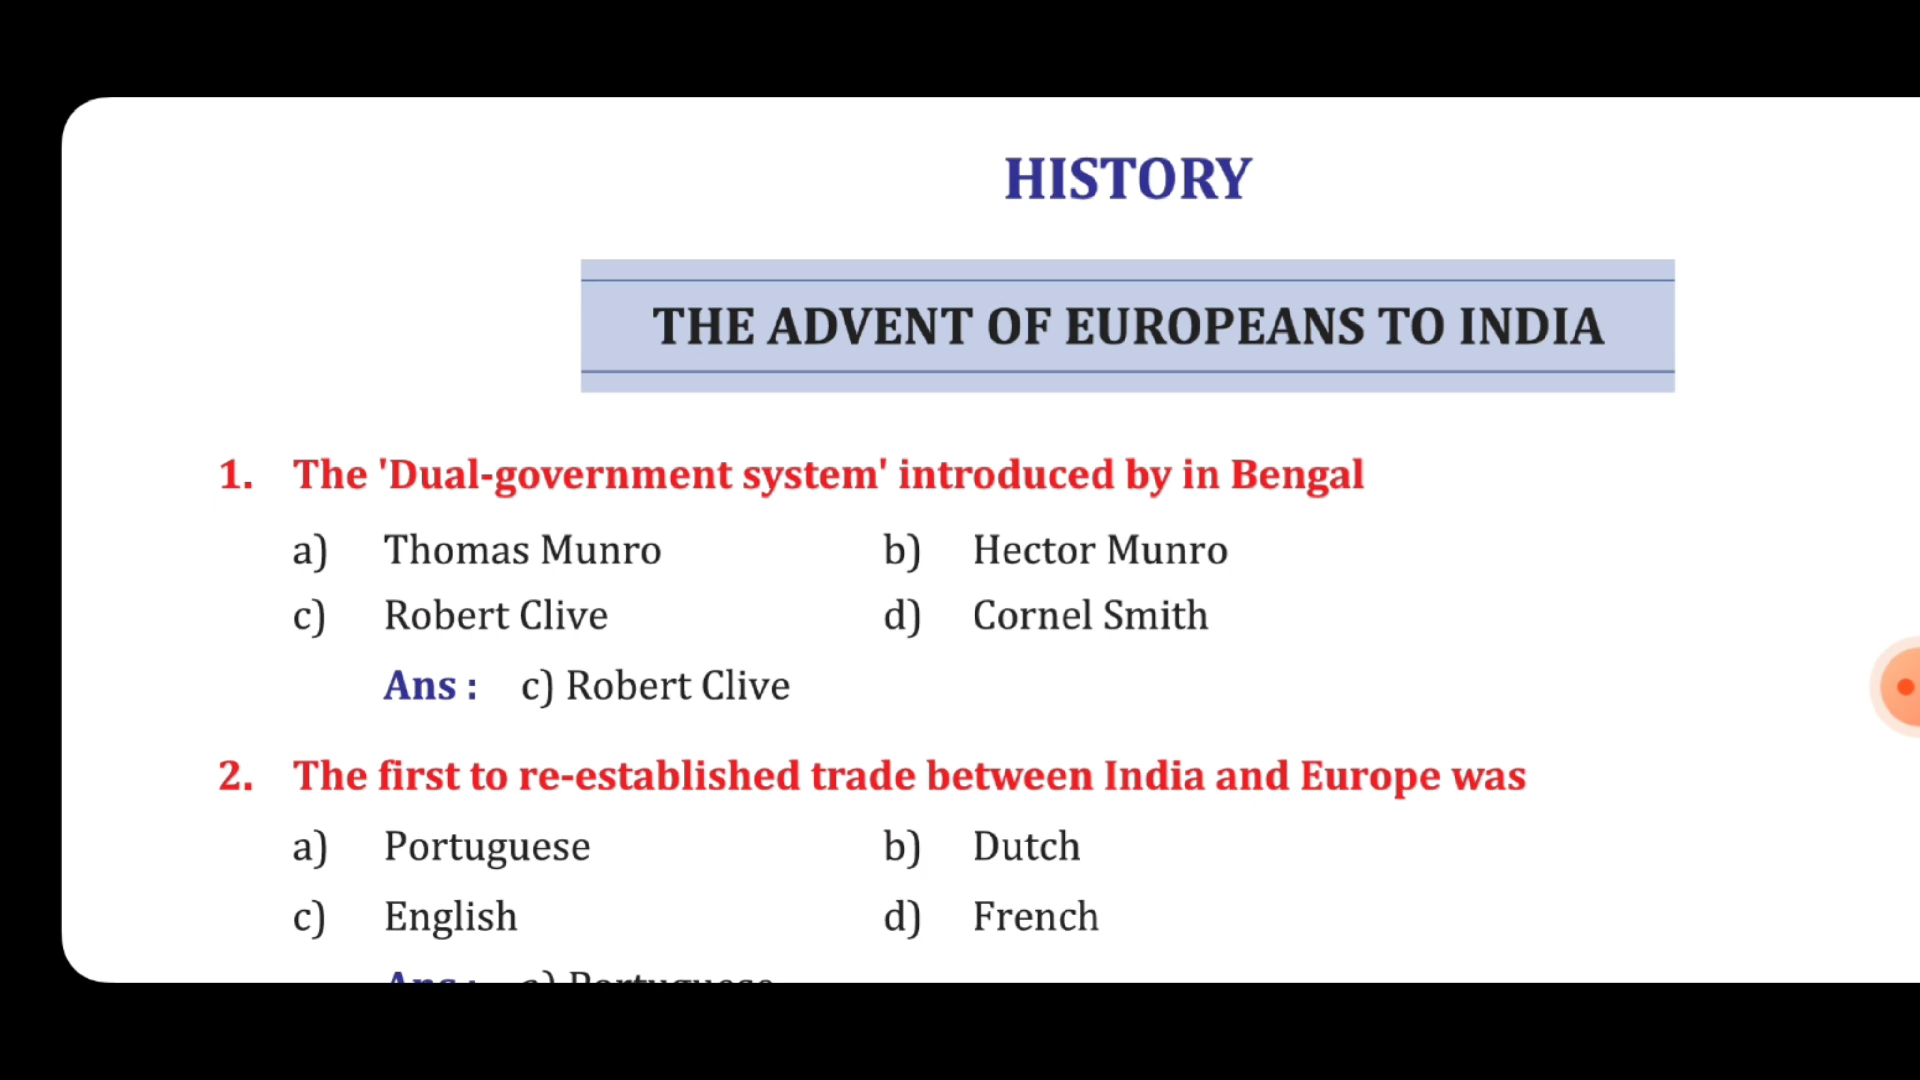 HISTORY
THE ADVENT OF EUROPEANS TO INDIA
1. The 'Dual-government system' introduced by in Bengal
a) Thomas Munro b) Hector Munro
c) Robert Clive d) Cornel Smith
Ans : c) Robert Clive
2. The first to re-established trade between India and Europe was
a) Portuguese b) Dutch
c) English d) French
Ans : a) Portuguese